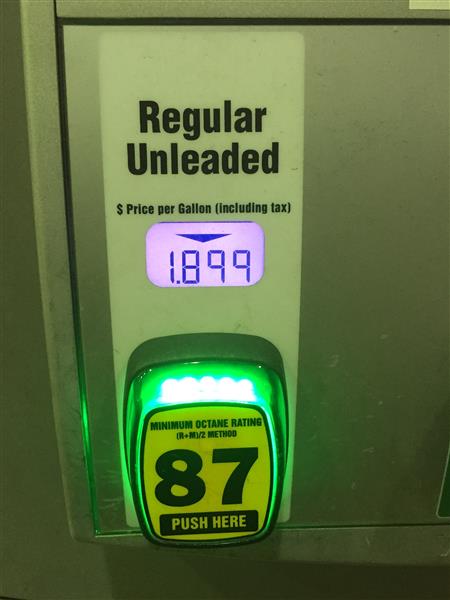 Regular
Unleaded
$ Price per Gallon (including tax)
1.899
MINIMUM OCTANE RATING
(R+M)/2 METHOD
87
PUSH HERE